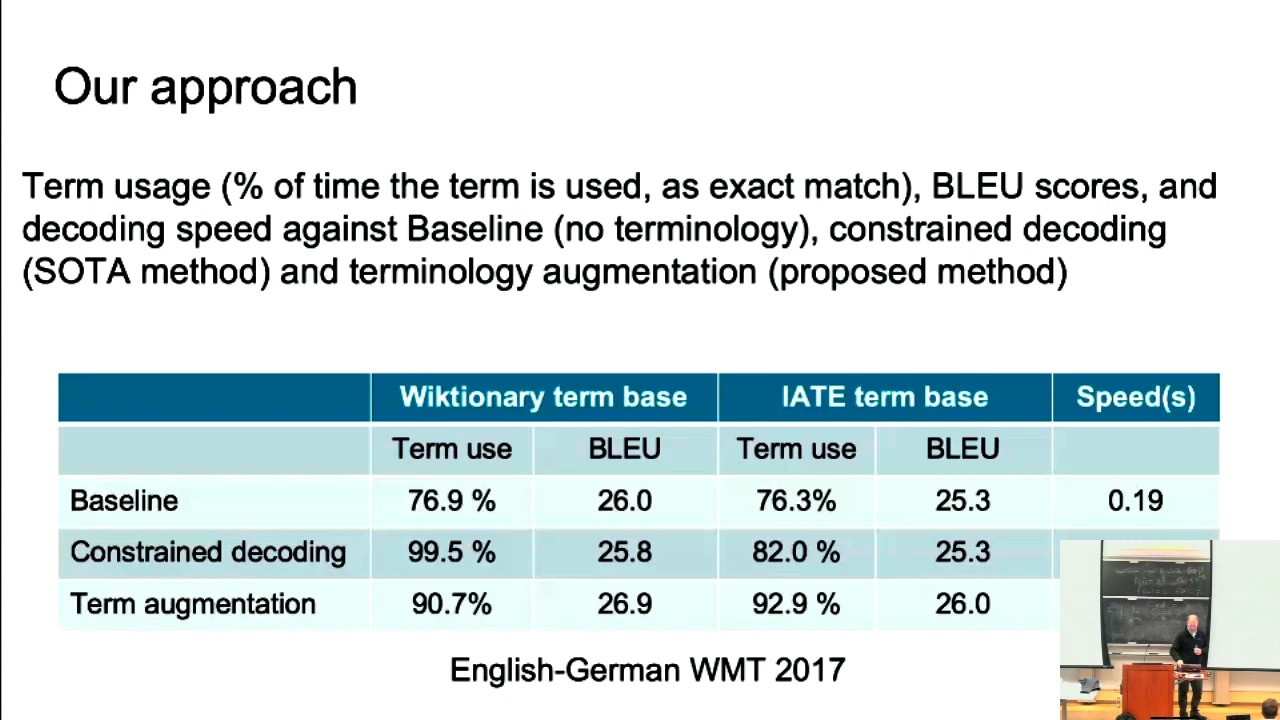 Our approach
Term usage (% of time the term is used, as exact match), BLEU scores, and
decoding speed against Baseline (no terminology), constrained decoding
(SOTA method) and terminology augmentation (proposed method)
Wiktionary term base IATE term base Speed(s)
Term use BLEU Term use BLEU
Baseline 76.9 % 26.0 76.3% 25.3 0.19
Constrained decoding 99.5 % 25.8 82.0 % 25.3
Term augmentation 90.7% 26.9 92.9 % 26.0
English-German WMT 2017